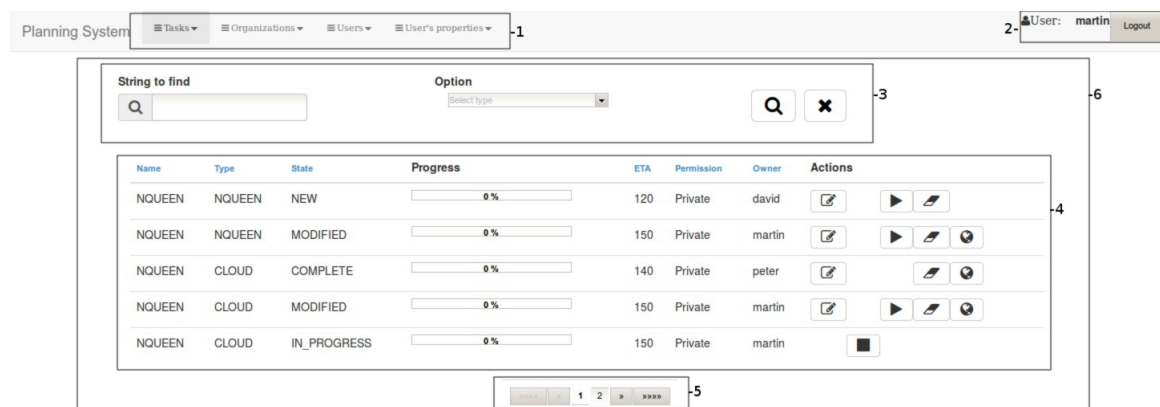 Planning System Tasks Organizations Users User's properties -1 2- User: martin Logout
String to find Option
Select type
-3 -6
Name Type State Progress ETA Permission Owner Actions
NQUEEN NQUEEN NEW 0 % 120 Private david
-4
NQUEEN NQUEEN MODIFIED 0 % 150 Private martin
NQUEEN CLOUD COMPLETE 0 % 140 Private peter
NQUEEN CLOUD MODIFIED 0 % 150 Private martin
NQUEEN CLOUD IN_PROGRESS 0 % 150 Private martin
«««« « 1 2 » »»»» -5